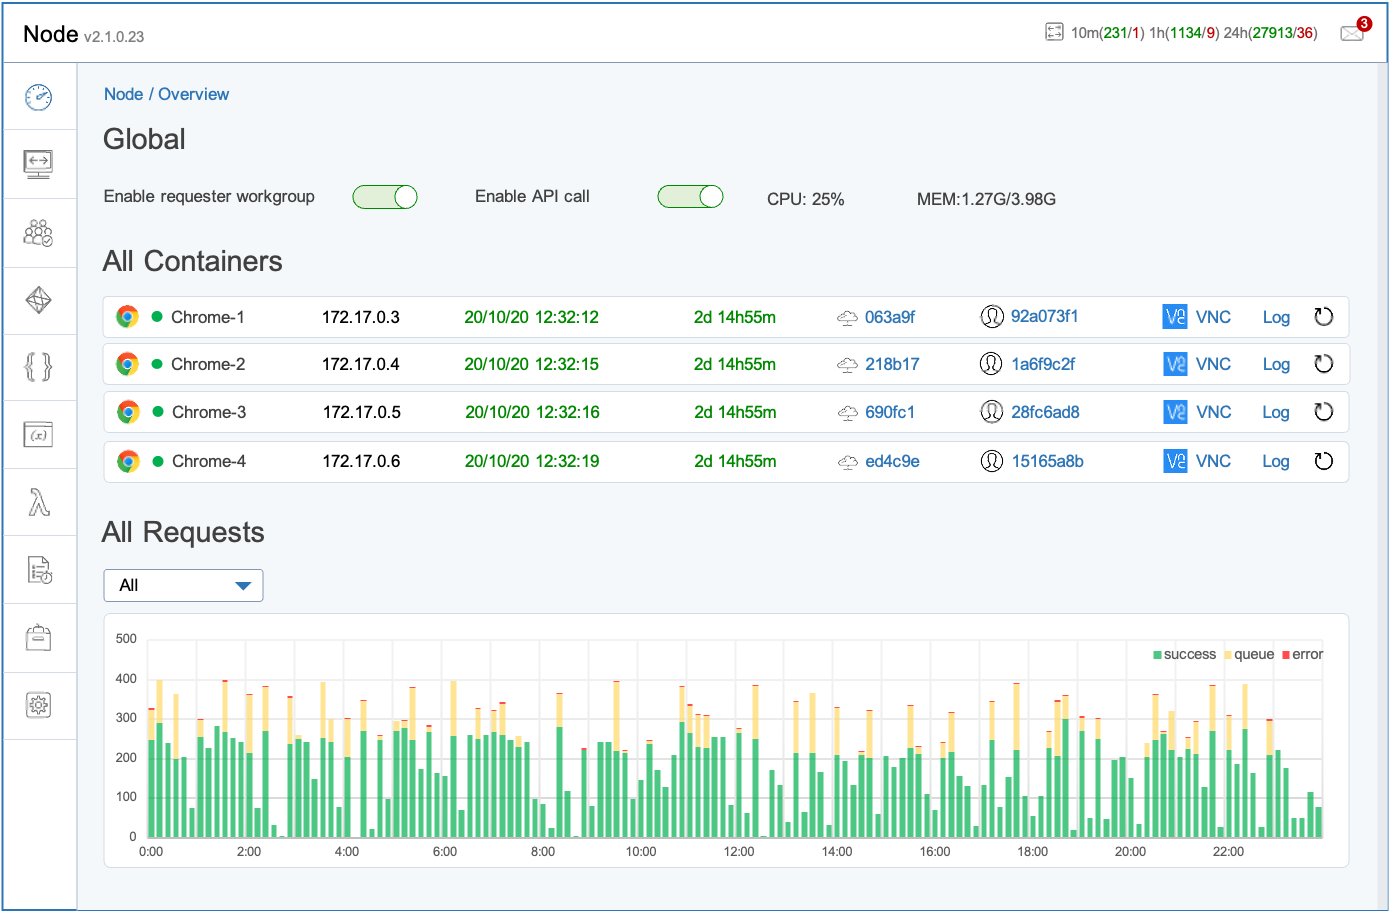 Node v2.1.0.23
10m(231/1) 1h(1134/9) 24h(27913/36)
3
Node / Overview
Global
Enable requester workgroup
Enable API call
CPU: 25%
MEM:1.27G/3.98G
All Containers
Chrome-1 172.17.0.3 20/10/20 12:32:12 2d 14h55m 063a9f 92a073f1 VNC Log
Chrome-2 172.17.0.4 20/10/20 12:32:15 2d 14h55m 218b17 1a6f9c2f VNC Log
Chrome-3 172.17.0.5 20/10/20 12:32:16 2d 14h55m 690fc1 28fc6ad8 VNC Log
Chrome-4 172.17.0.6 20/10/20 12:32:19 2d 14h55m ed4c9e 15165a8b VNC Log
{ }
(x)
λ
All Requests
All
success queue error
500
400
300
200
100
0
0:00 2:00 4:00 6:00 8:00 10:00 12:00 14:00 16:00 18:00 20:00 22:00